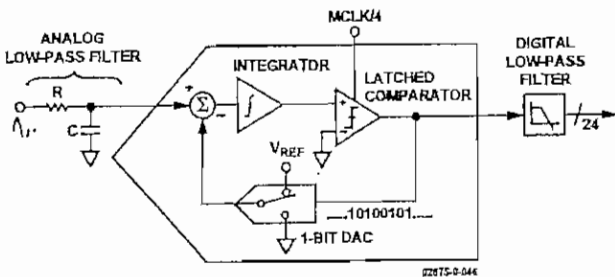 MCLK/4
ANALOG
LOW-PASS FILTER
INTEGRATOR
LATCHED
COMPARATOR
DIGITAL
LOW-PASS
FILTER
R
+
Σ
−
∫
+
−
C
24
VREF
....10100101....
1-BIT DAC
02875-0-044